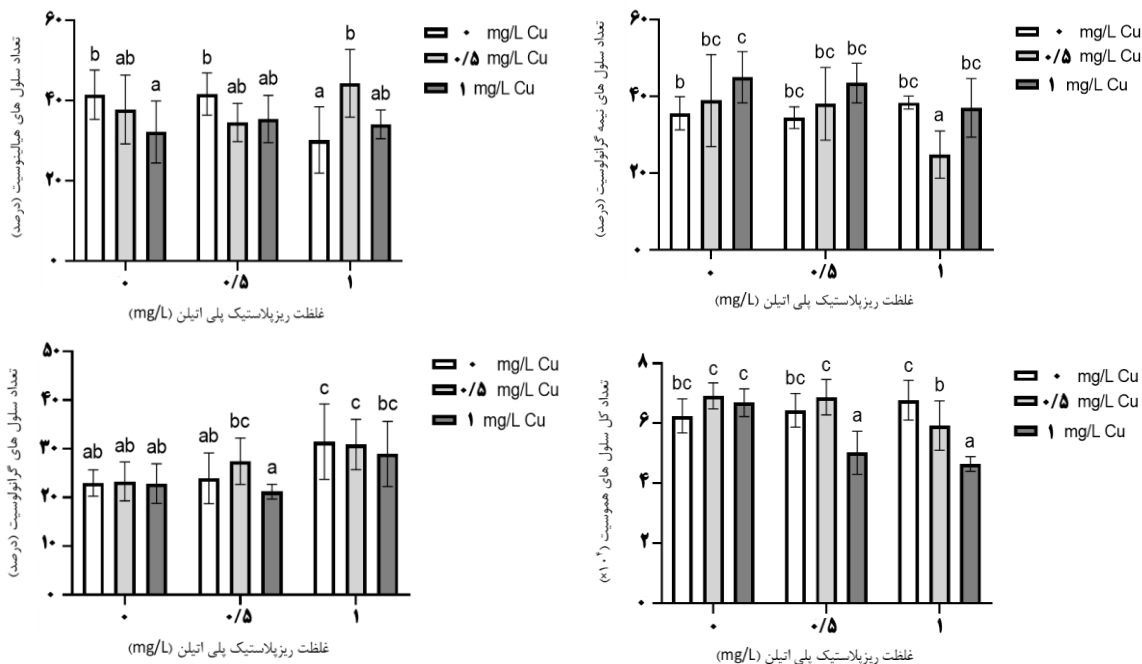 تعداد سلول های هیالینوسیت (درصد)
۶۰
۴۰
۲۰
۰
b ab a
b ab ab
a b ab
۰ mg/L Cu
۰/۵ mg/L Cu
۱ mg/L Cu
۰ ۰/۵ ۱
غلظت ریزپلاستیک پلی اتیلن (mg/L)
تعداد سلول های نیمه گرانولوسیت (درصد)
۶۰
۴۰
۲۰
۰
b bc c
bc bc bc
bc a bc
۰ mg/L Cu
۰/۵ mg/L Cu
۱ mg/L Cu
۰ ۰/۵ ۱
غلظت ریزپلاستیک پلی اتیلن (mg/L)
تعداد سلول های گرانولوسیت (درصد)
۵۰
۴۰
۳۰
۲۰
۱۰
۰
ab ab ab
ab bc a
c c bc
۰ mg/L Cu
۰/۵ mg/L Cu
۱ mg/L Cu
۰ ۰/۵ ۱
غلظت ریزپلاستیک پلی اتیلن (mg/L)
تعداد کل سلول های هموسیت (×۱۰^۴)
۸
۶
۴
۲
۰
bc c c
bc c a
c b a
۰ mg/L Cu
۰/۵ mg/L Cu
۱ mg/L Cu
۰ ۰/۵ ۱
غلظت ریزپلاستیک پلی اتیلن (mg/L)